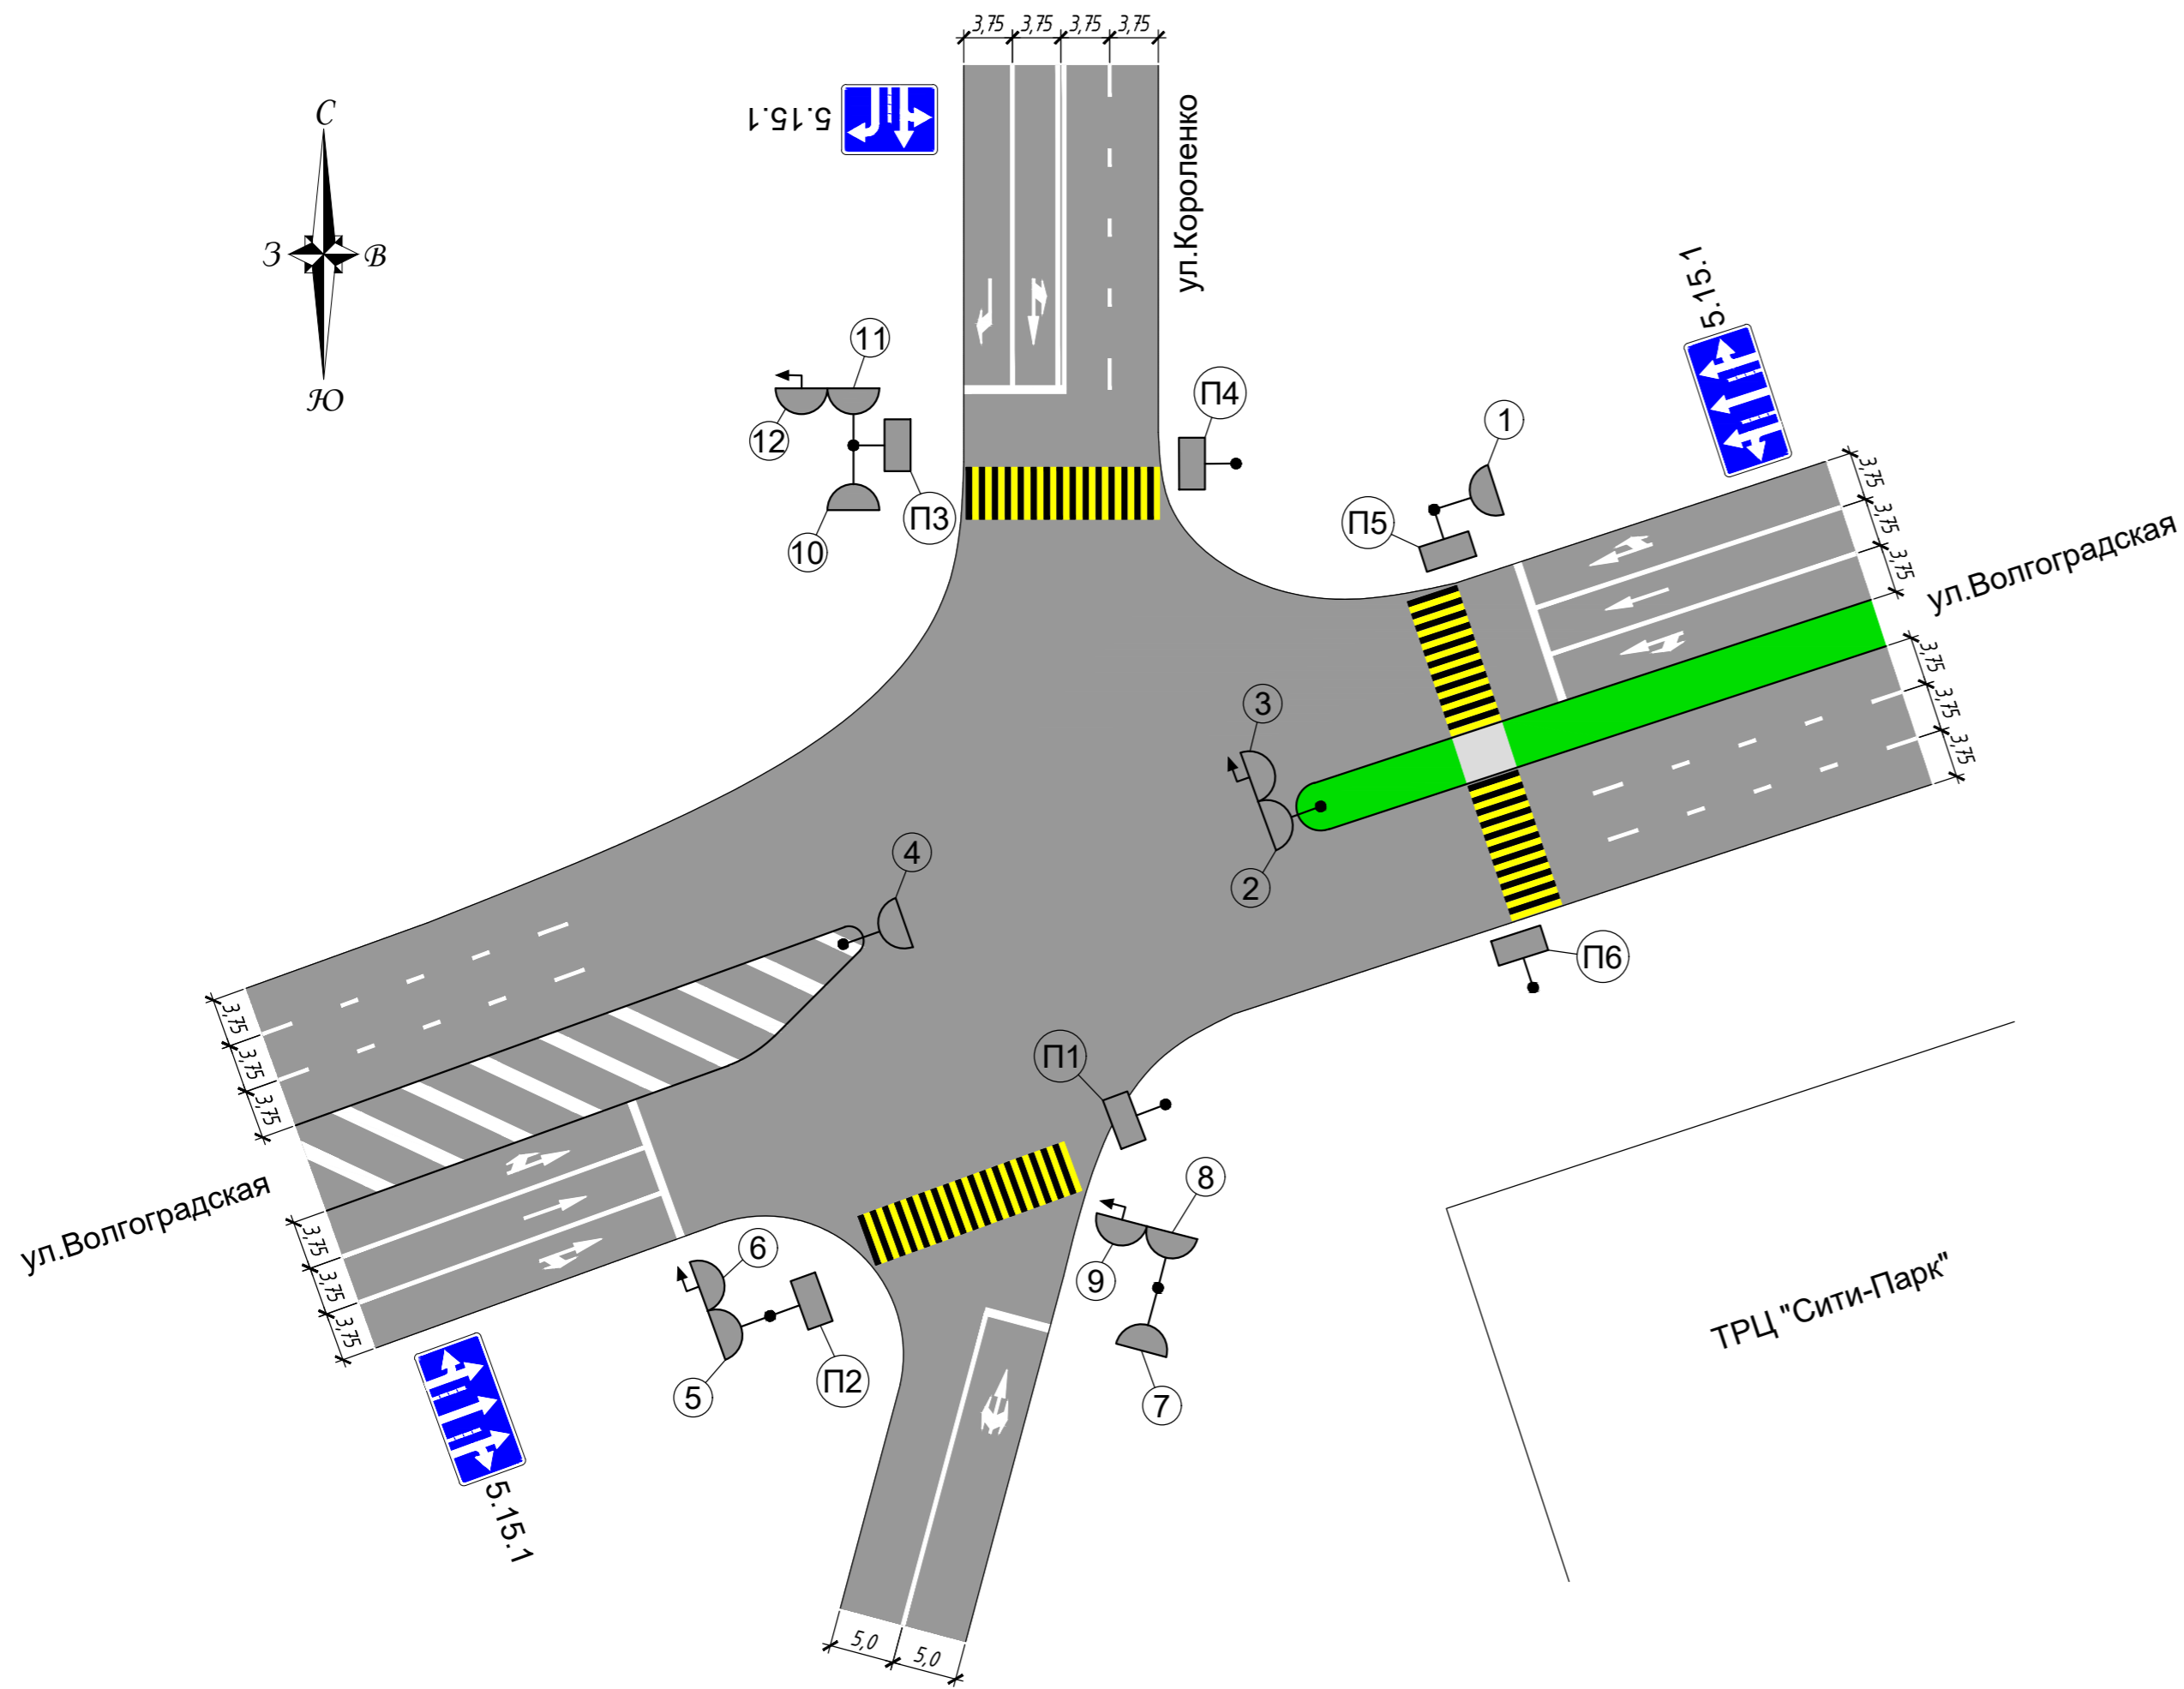 3,75 3,75 3,75 3,75
5.15.1
ул.Короленко
С
З
В
Ю
11
12
10
П3
П4
1
П5
5.15.1
3,75
3,75
3,75
ул.Волгоградская
3,75
3,75
3,75
3
2
4
П6
П1
3,75
3,75
3,75
ул.Волгоградская
3,75
3,75
3,75
6
5
П2
8
9
7
ТРЦ "Сити-Парк"
5.15.1
5,0 5,0